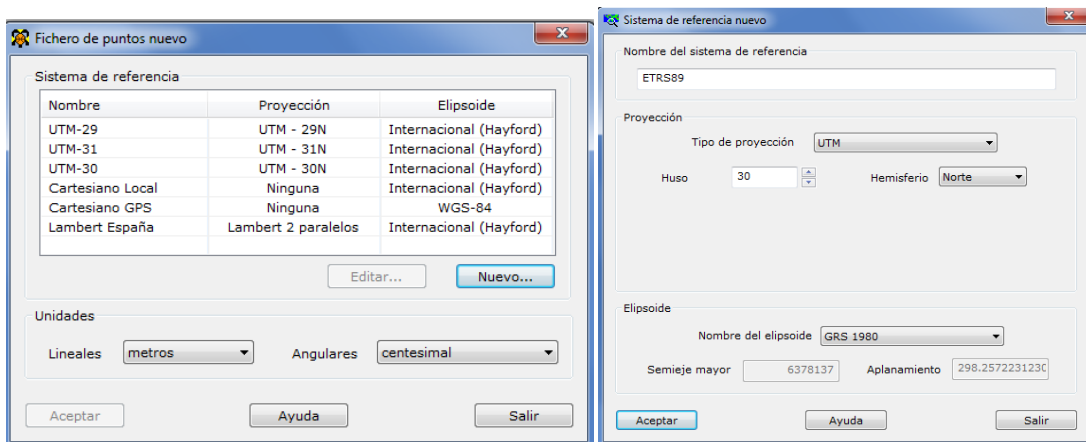 Fichero de puntos nuevo
Sistema de referencia
Nombre Proyección Elipsoide
UTM-29 UTM - 29N Internacional (Hayford)
UTM-31 UTM - 31N Internacional (Hayford)
UTM-30 UTM - 30N Internacional (Hayford)
Cartesiano Local Ninguna Internacional (Hayford)
Cartesiano GPS Ninguna WGS-84
Lambert España Lambert 2 paralelos Internacional (Hayford)
Editar... Nuevo...
Unidades
Lineales metros Angulares centesimal
Aceptar Ayuda Salir
Sistema de referencia nuevo
Nombre del sistema de referencia
ETRS89
Proyección
Tipo de proyección UTM
Huso 30 Hemisferio Norte
Elipsoide
Nombre del elipsoide GRS 1980
Semieje mayor 6378137 Aplanamiento 298.2572231230
Aceptar Ayuda Salir